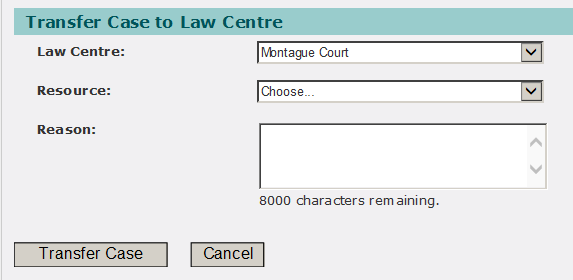 Transfer Case to Law Centre
Law Centre: Montague Court
Resource: Choose...
Reason:
8000 characters remaining.
Transfer Case Cancel